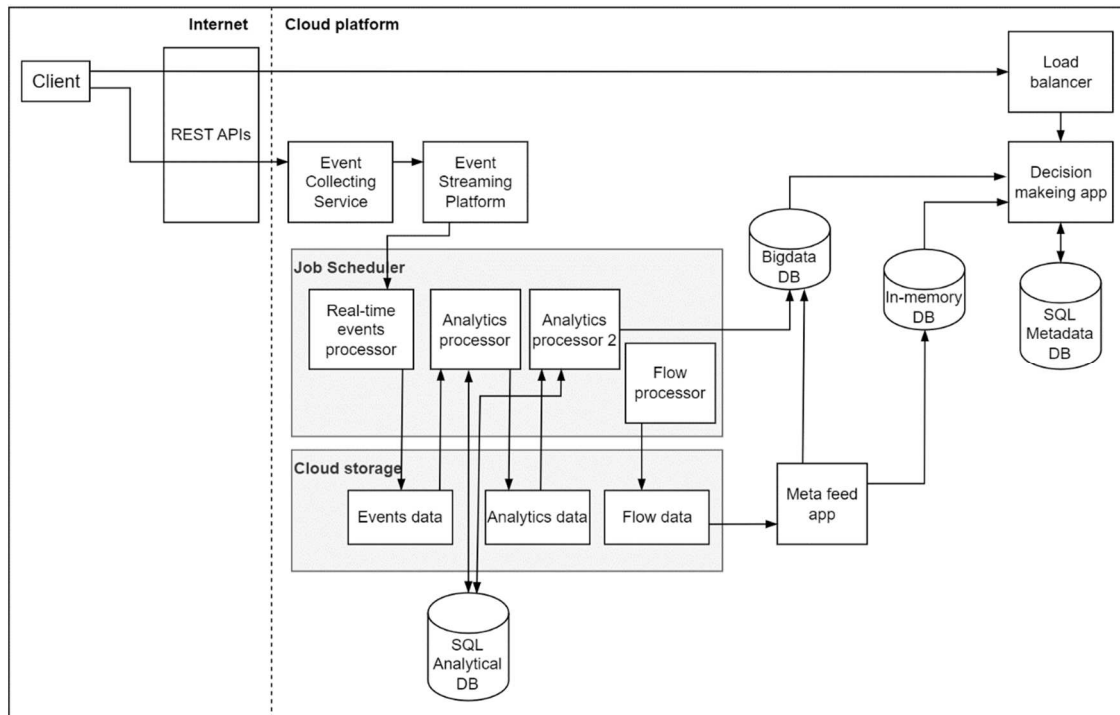 Internet
Cloud platform
Client
REST APIs
Load
balancer
Event
Collecting
Service
Event
Streaming
Platform
Decision
makeing app
Bigdata
DB
In-memory
DB
SQL
Metadata
DB
Job Scheduler
Real-time
events
processor
Analytics
processor
Analytics
processor 2
Flow
processor
Cloud storage
Events data
Analytics data
Flow data
Meta feed
app
SQL
Analytical
DB